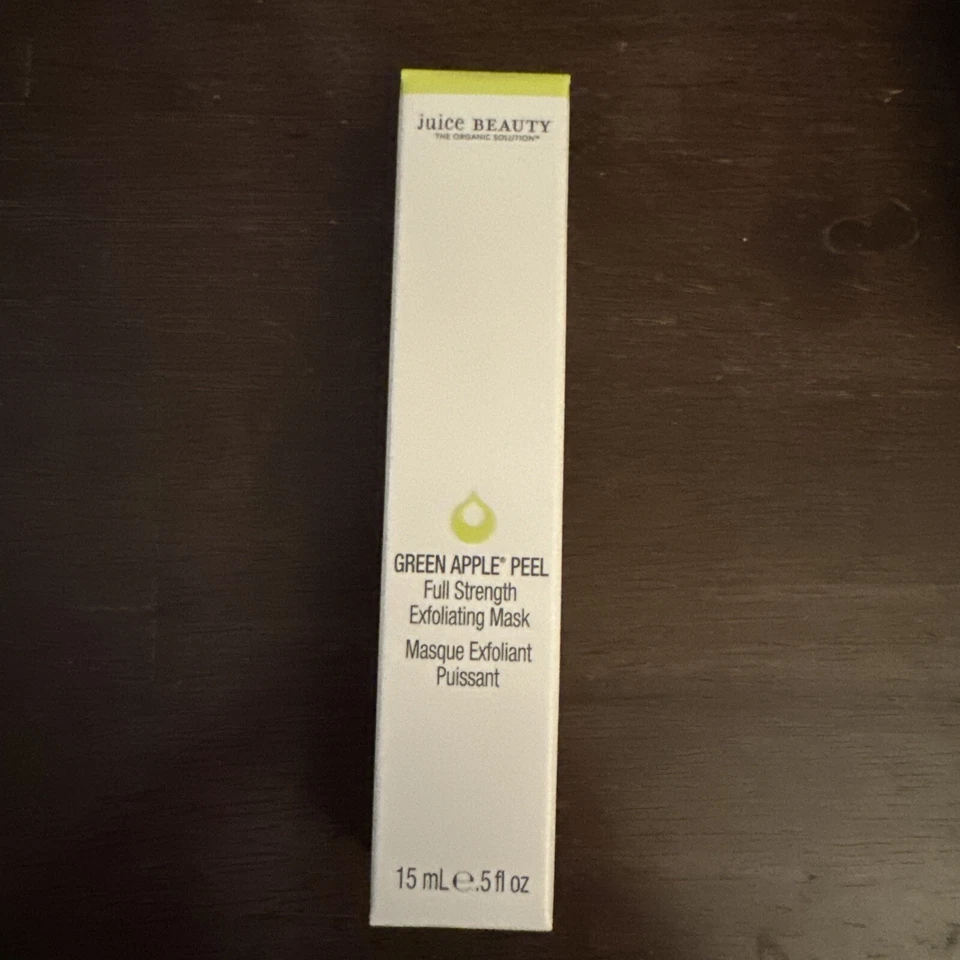 juice BEAUTY
THE ORGANIC SOLUTION™
GREEN APPLE® PEEL
Full Strength
Exfoliating Mask
Masque Exfoliant
Puissant
15 mL℮.5 fl oz